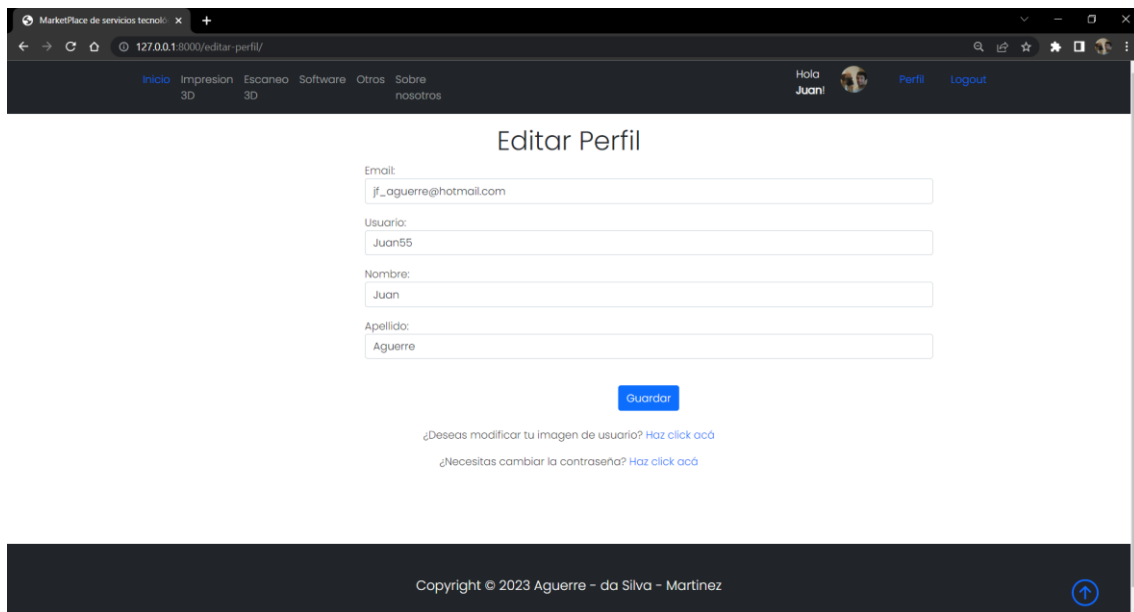 MarketPlace de servicios tecnoló
127.0.0.1:8000/editar-perfil/
Inicio Impresion 3D Escaneo 3D Software Otros Sobre nosotros
Hola
Juan!
Perfil Logout
Editar Perfil
Email:
jf_aguerre@hotmail.com
Usuario:
Juan55
Nombre:
Juan
Apellido:
Aguerre
Guardar
¿Deseas modificar tu imagen de usuario? Haz click acá
¿Necesitas cambiar la contraseña? Haz click acá
Copyright © 2023 Aguerre - da Silva - Martinez